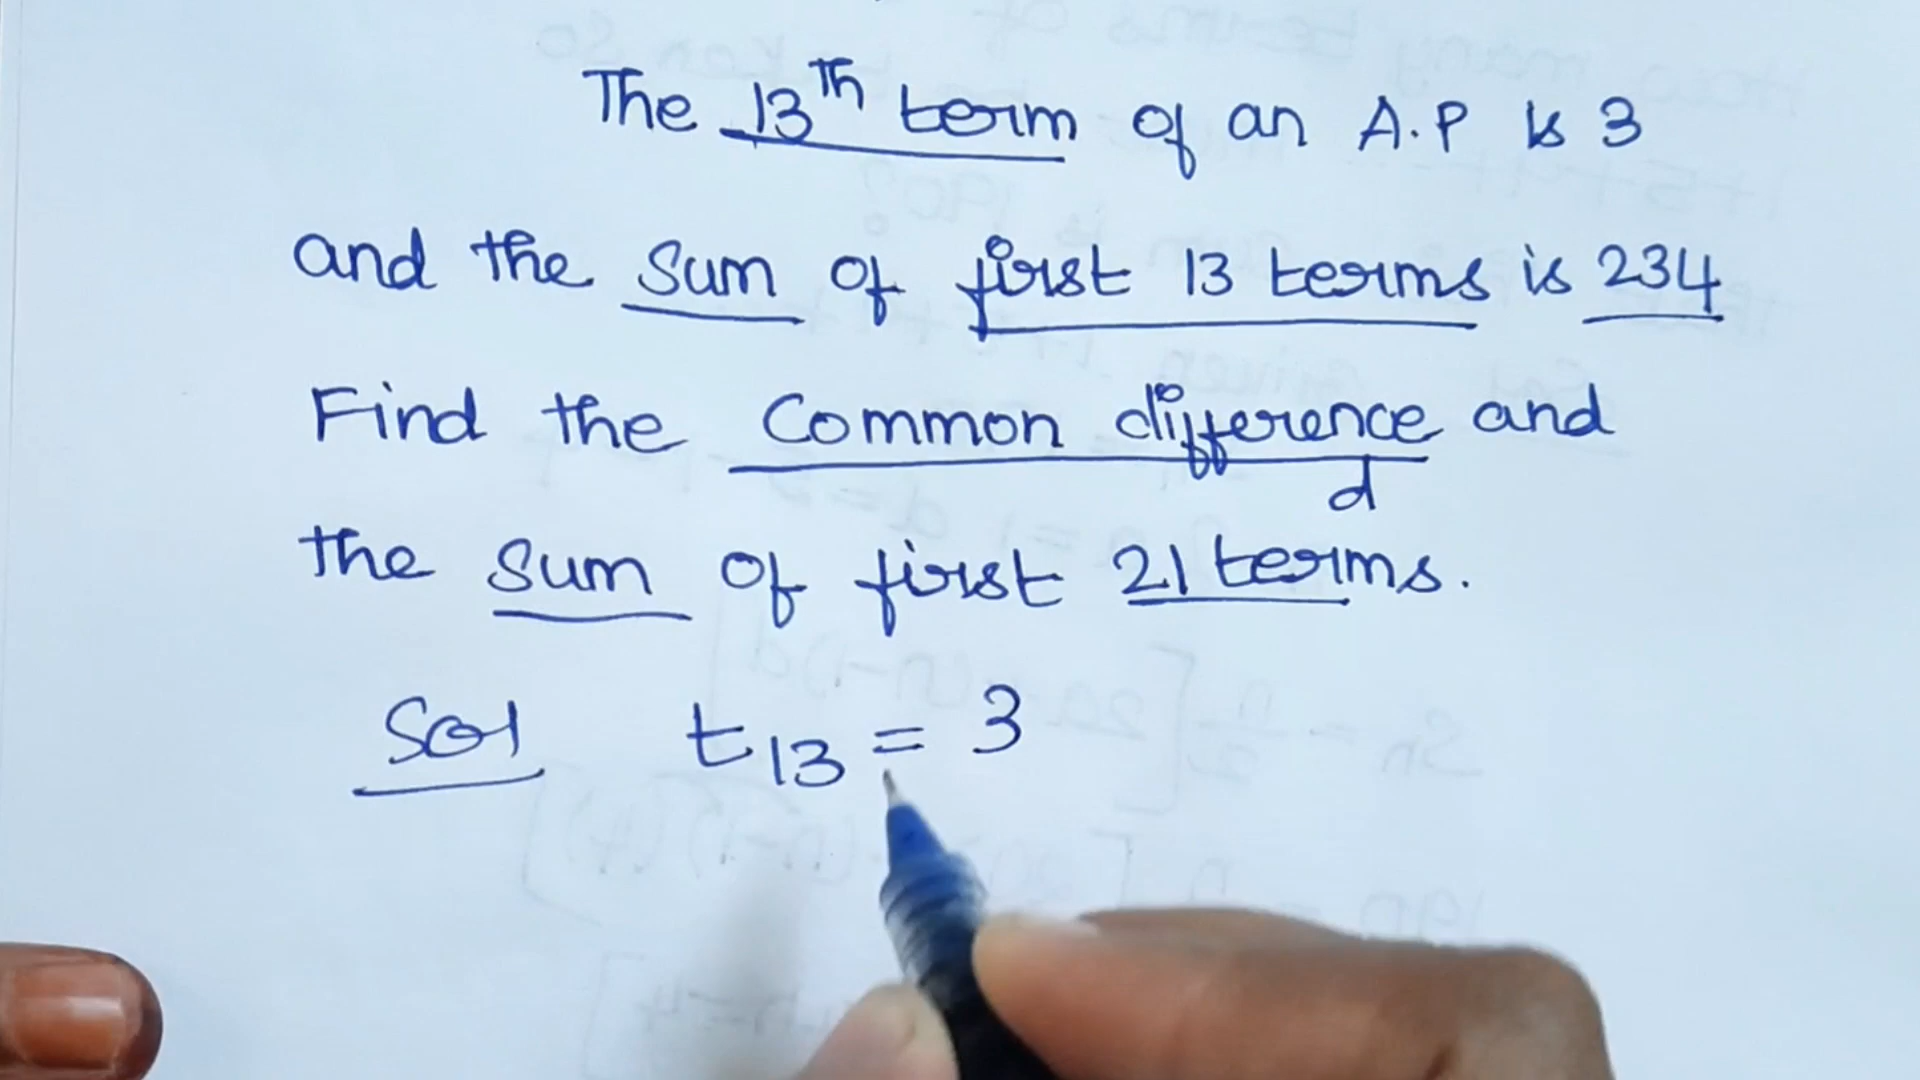 The 13th term of an A.P is 3
and the sum of first 13 terms is 234
Find the Common difference and
d
the sum of first 21 terms.
Sol t13 = 3